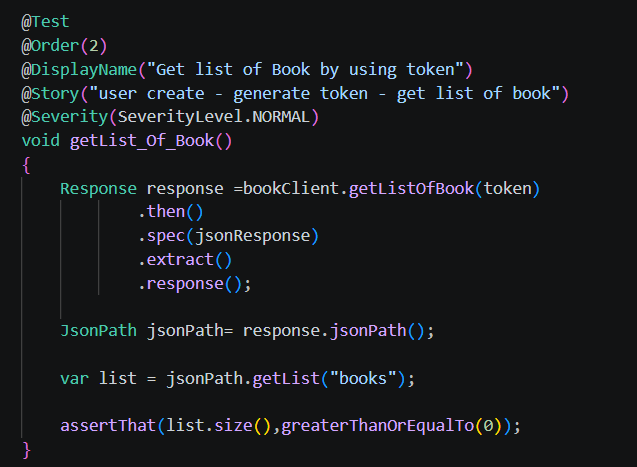 @Test
@Order(2)
@DisplayName("Get list of Book by using token")
@Story("user create - generate token - get list of book")
@Severity(SeverityLevel.NORMAL)
void getList_Of_Book()
{
    Response response =bookClient.getListOfBook(token)
            .then()
            .spec(jsonResponse)
            .extract()
            .response();
    JsonPath jsonPath= response.jsonPath();
    var list = jsonPath.getList("books");
    assertThat(list.size(),greaterThanOrEqualTo(0));
}